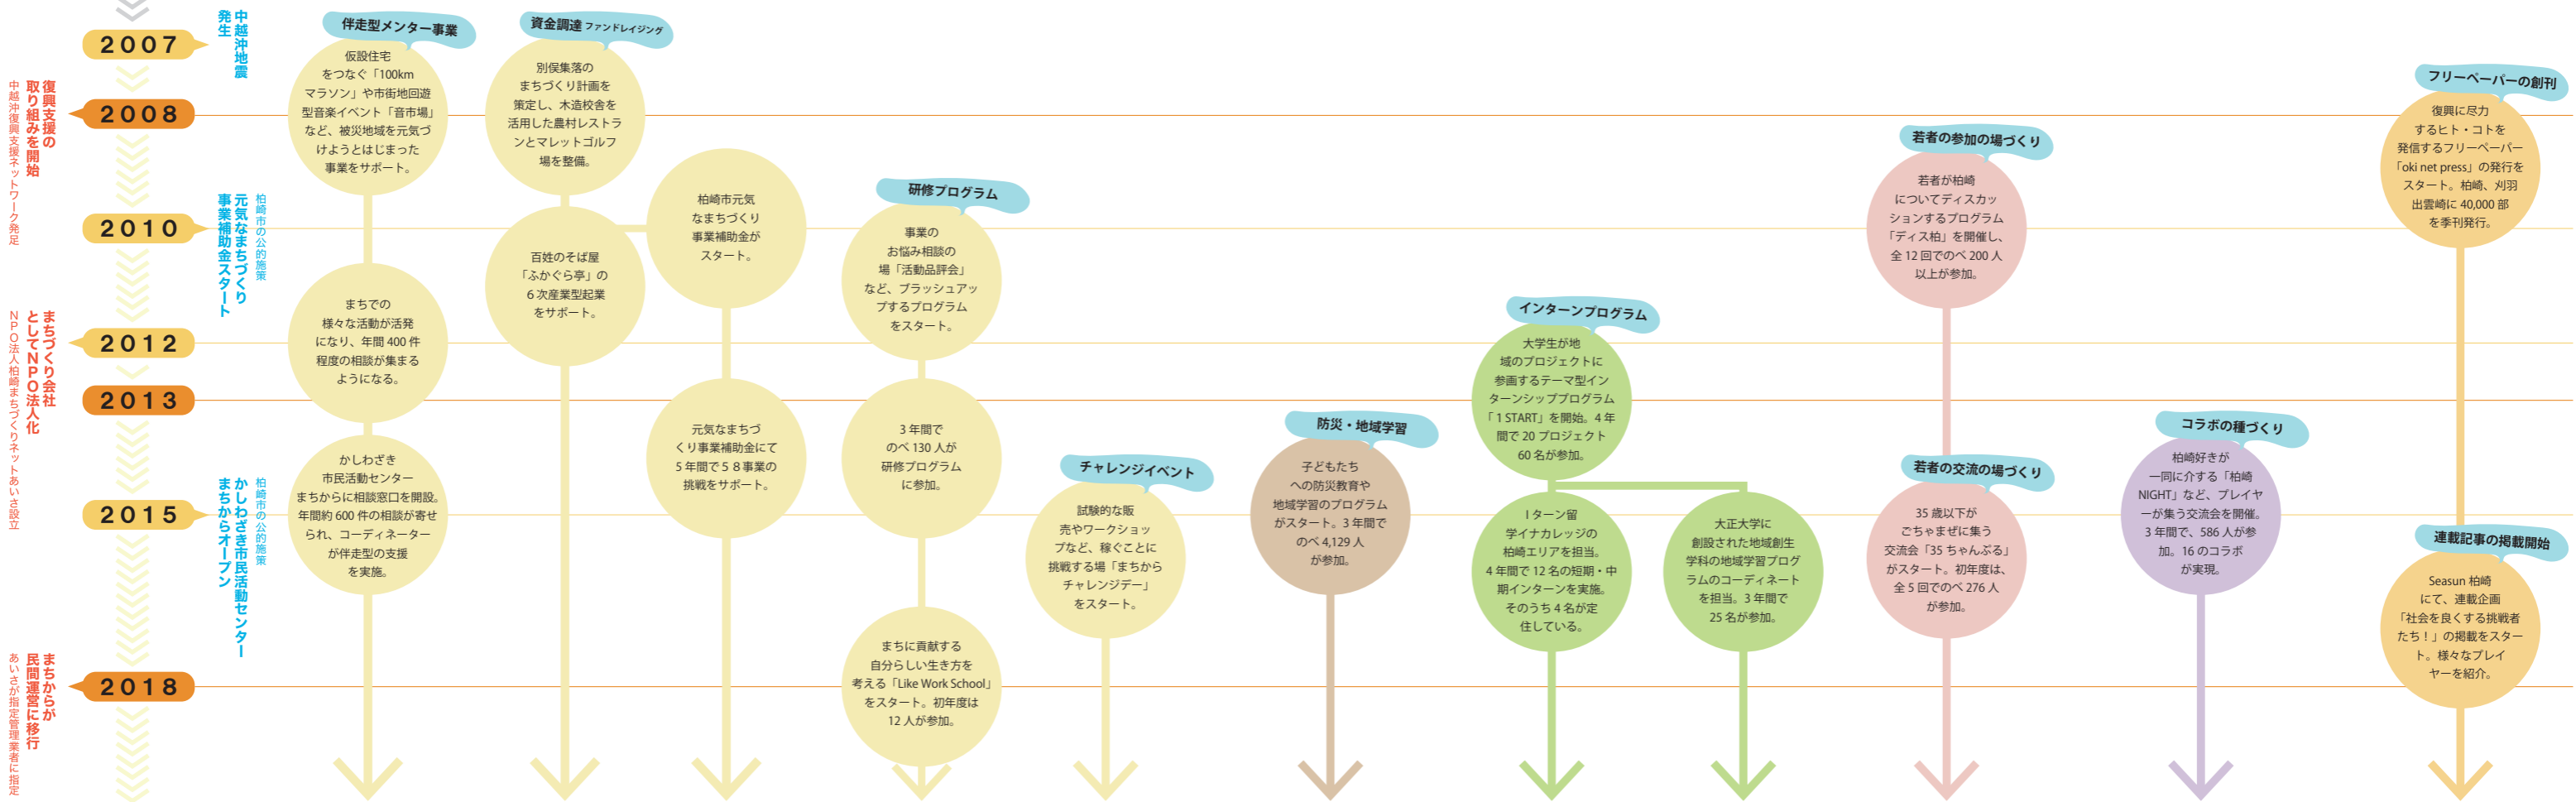 2007
中越沖地震
発生
2008
復興支援の
取り組みを開始
中越沖復興支援ネットワーク発足
2010
柏崎市の公的施策
元気なまちづくり
事業補助金スタート
2012
2013
まちづくり会社
としてNPO法人化
NPO法人柏崎まちづくりネットあいさ設立
2015
柏崎市の公的施策
かしわざき市民活動センター
まちからオープン
2018
まちからが
民間運営に移行
あいさが指定管理業者に指定
伴走型メンター事業
仮設住宅
をつなぐ「100km
マラソン」や市街地回遊
型音楽イベント「音市場」
など、被災地域を元気づ
けようとはじまった
事業をサポート。
まちでの
様々な活動が活発
になり、年間 400 件
程度の相談が集まる
ようになる。
かしわざき
市民活動センター
まちからに相談窓口を開設。
年間約 600 件の相談が寄せ
られ、コーディネーター
が伴走型の支援
を実施。
資金調達 ファンドレイジング
別俣集落の
まちづくり計画を
策定し、木造校舎を
活用した農村レストラ
ンとマレットゴルフ
場を整備。
百姓のそば屋
「ふかぐら亭」の
6 次産業型起業
をサポート。
柏崎市元気
なまちづくり
事業補助金が
スタート。
元気なまちづ
くり事業補助金にて
5 年間で５８事業の
挑戦をサポート。
研修プログラム
事業の
お悩み相談の
場「活動品評会」
など、ブラッシュアッ
プするプログラム
をスタート。
3 年間で
のべ 130 人が
研修プログラム
に参加。
まちに貢献する
自分らしい生き方を
考える「Like Work School」
をスタート。初年度は
12 人が参加。
チャレンジイベント
試験的な販
売やワークショッ
プなど、稼ぐことに
挑戦する場「まちから
チャレンジデー」
をスタート。
防災・地域学習
子どもたち
への防災教育や
地域学習のプログラム
がスタート。3 年間で
のべ 4,129 人
が参加。
インターンプログラム
大学生が地
域のプロジェクトに
参画するテーマ型イン
ターンシッププログラム
「１START」を開始。4 年
間で 20 プロジェクト
60 名が参加。
I ターン留
学イナカレッジの
柏崎エリアを担当。
4 年間で 12 名の短期・中
期インターンを実施。
そのうち 4 名が定
住している。
大正大学に
創設された地域創生
学科の地域学習プログ
ラムのコーディネート
を担当。3 年間で
25 名が参加。
若者の参加の場づくり
若者が柏崎
についてディスカッ
ションするプログラム
「ディス柏」を開催し、
全 12 回でのべ 200 人
以上が参加。
若者の交流の場づくり
35 歳以下が
ごちゃまぜに集う
交流会「35 ちゃんぷる」
がスタート。初年度は、
全 5 回でのべ 276 人
が参加。
コラボの種づくり
柏崎好きが
一同に介する「柏崎
NIGHT」など、プレイヤ
ーが集う交流会を開催。
3 年間で、586 人が参
加。16 のコラボ
が実現。
フリーペーパーの創刊
復興に尽力
するヒト・コトを
発信するフリーペーパー
「oki net press」の発行を
スタート。柏崎、刈羽
出雲崎に 40,000 部
を季刊発行。
連載記事の掲載開始
Seasun 柏崎
にて、連載企画
「社会を良くする挑戦者
たち！」の掲載をスター
ト。様々なプレイ
ヤーを紹介。